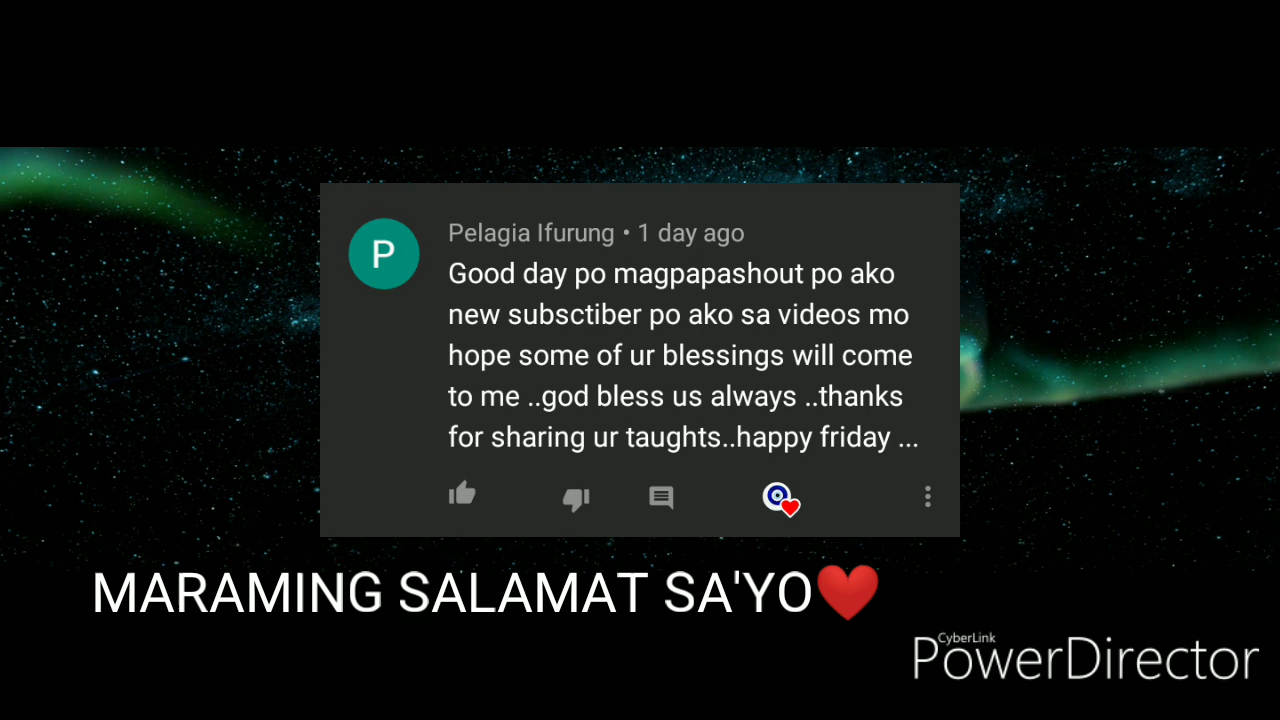 P
Pelagia Ifurung • 1 day ago
Good day po magpapashout po ako
new subsctiber po ako sa videos mo
hope some of ur blessings will come
to me ..god bless us always ..thanks
for sharing ur taughts..happy friday ...
MARAMING SALAMAT SA'YO❤️
CyberLink
PowerDirector